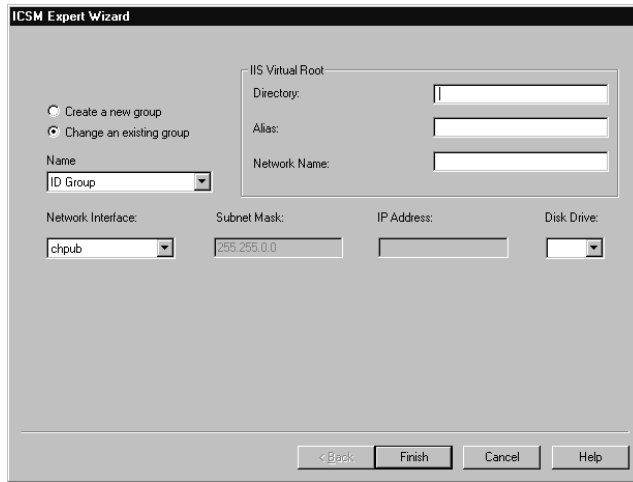 ICSM Expert Wizard
IIS Virtual Root
Directory:
Create a new group
Change an existing group
Alias:
Name
Network Name:
ID Group
Network Interface:
Subnet Mask:
IP Address:
Disk Drive:
chpub
255.255.0.0
< Back
Finish
Cancel
Help